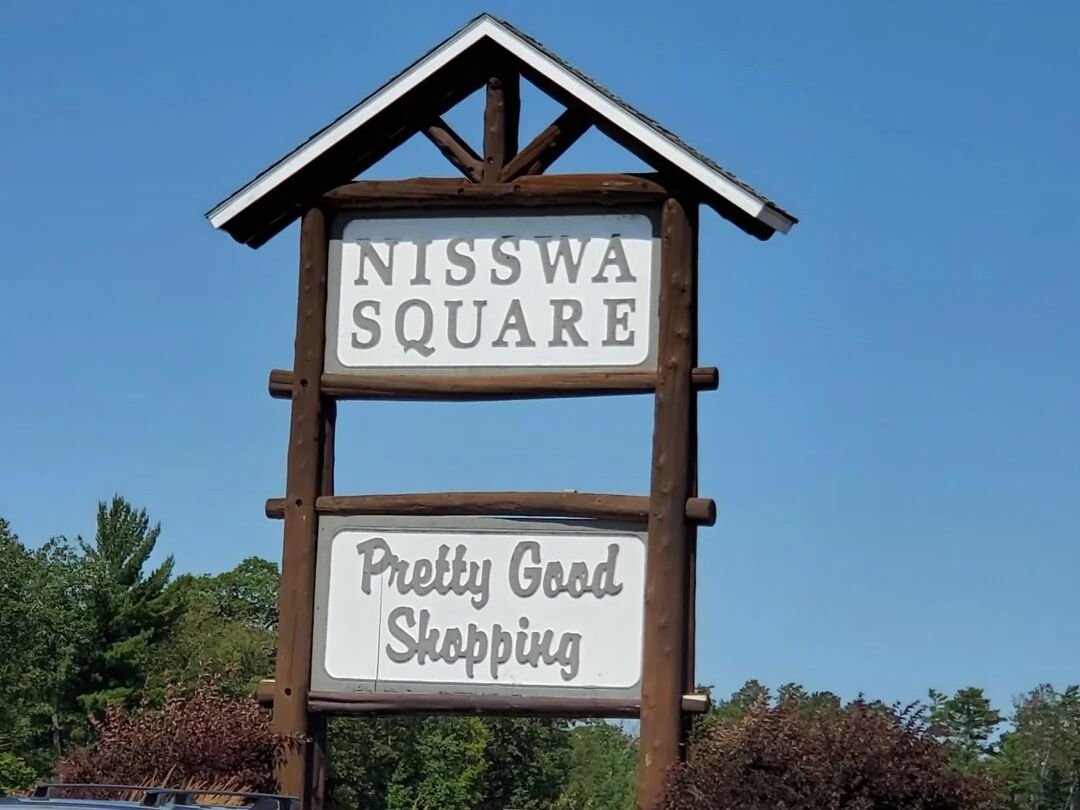 NISSWA
SQUARE
Pretty Good
Shopping